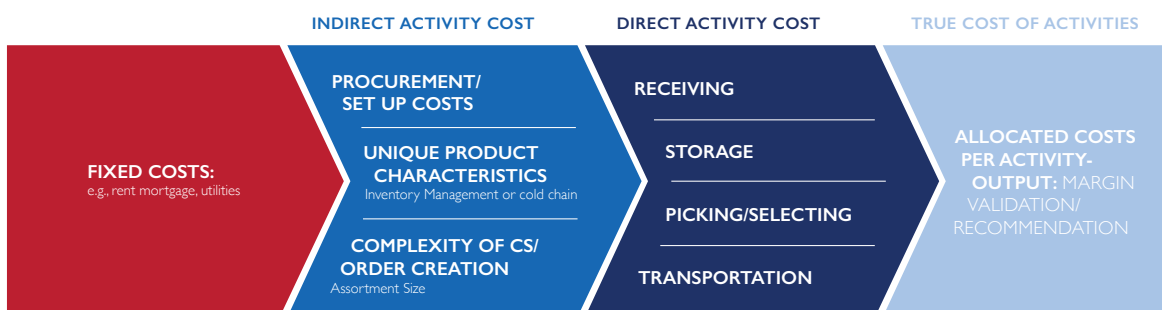 INDIRECT ACTIVITY COST
DIRECT ACTIVITY COST
TRUE COST OF ACTIVITIES
FIXED COSTS:
e.g., rent mortgage, utilities
PROCUREMENT/
SET UP COSTS
UNIQUE PRODUCT
CHARACTERISTICS
Inventory Management or cold chain
COMPLEXITY OF CS/
ORDER CREATION
Assortment Size
RECEIVING
STORAGE
PICKING/SELECTING
TRANSPORTATION
ALLOCATED COSTS
PER ACTIVITY-
OUTPUT: MARGIN
VALIDATION/
RECOMMENDATION